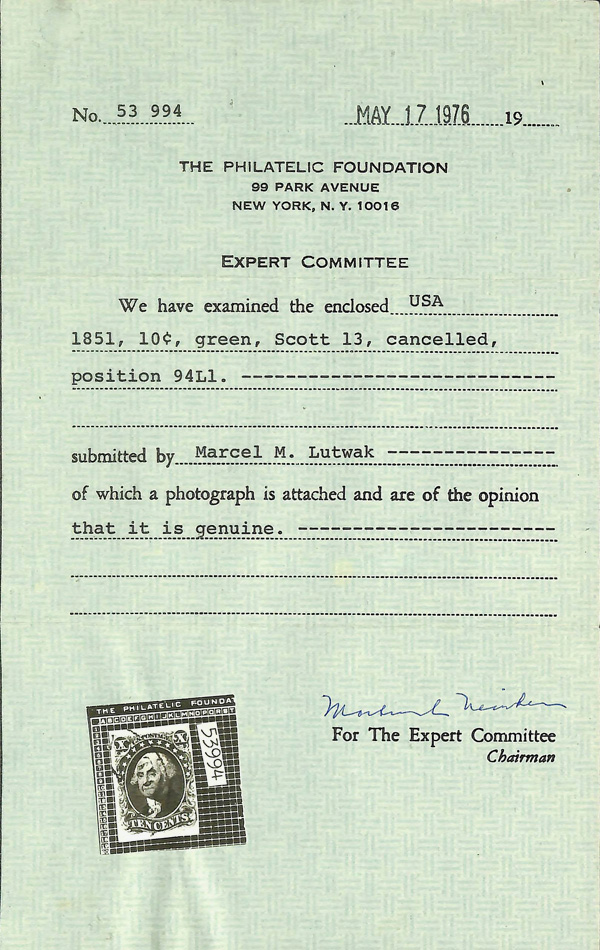 No. 53 994 MAY 17 1976 19
THE PHILATELIC FOUNDATION
99 PARK AVENUE
NEW YORK, N. Y. 10016
EXPERT COMMITTEE
We have examined the enclosed USA
1851, 10¢, green, Scott 13, cancelled,
position 94L1.
submitted by Marcel M. Lutwak
of which a photograph is attached and are of the opinion
that it is genuine.
For The Expert Committee
Chairman
THE PHILATELIC FOUNDA
ABCDEFGHIJKLMNOPQRST
53994
X X
TEN CENTS.